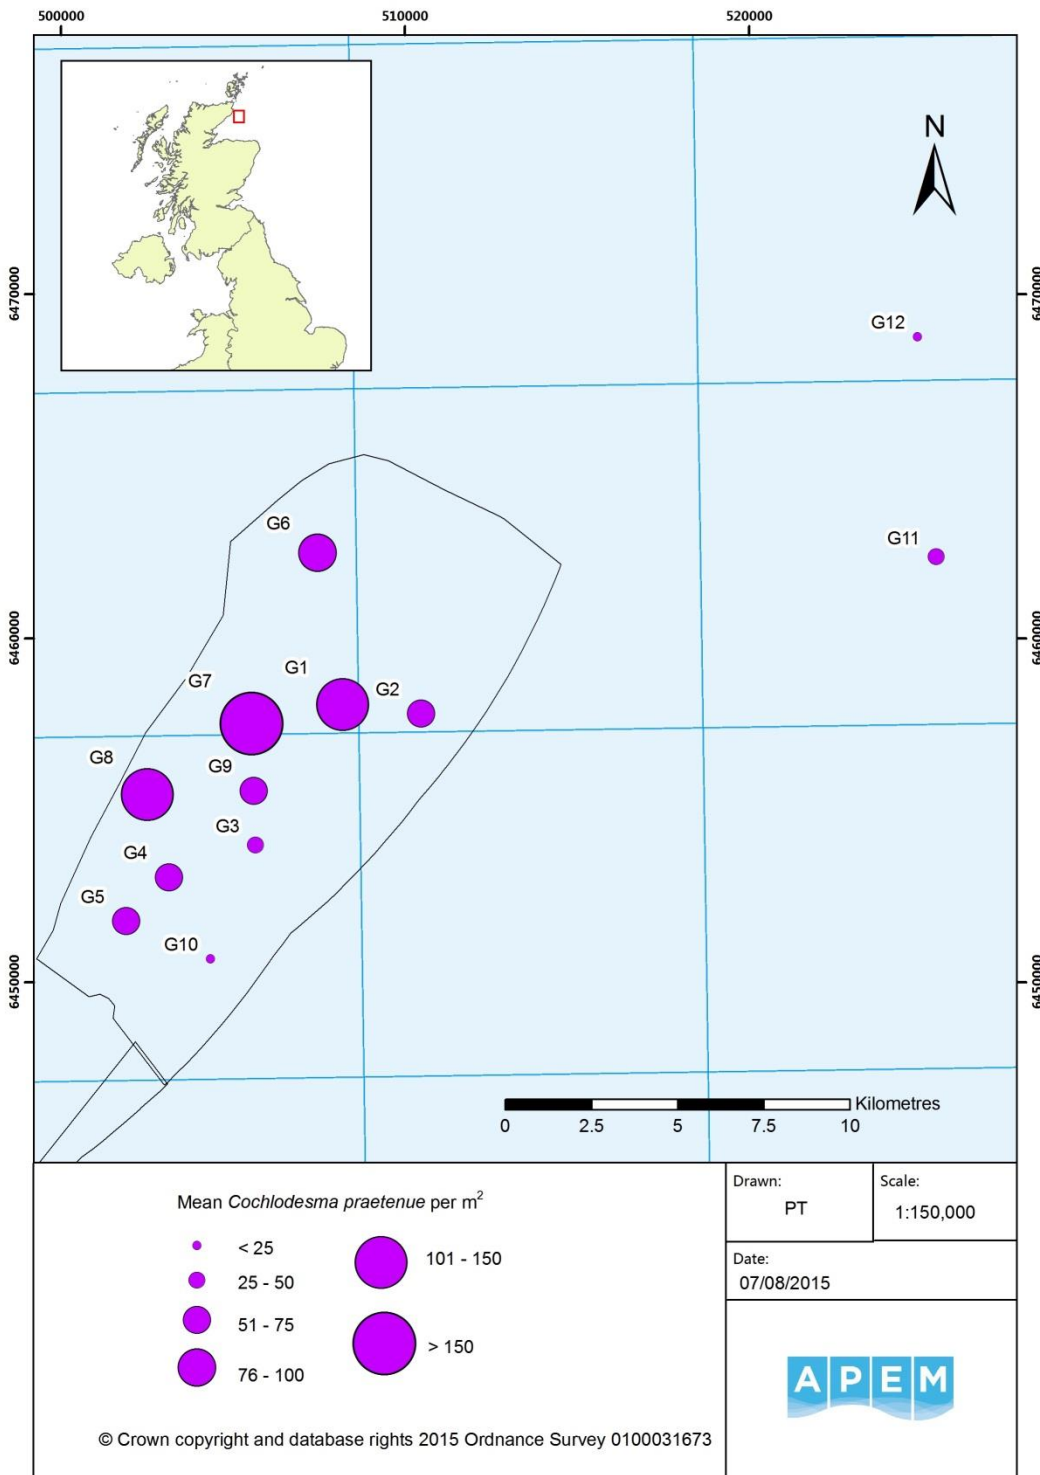 500000 510000 520000
N
6470000 6470000
G12
G6
G11
6460000 6460000
G1
G7 G2
G8 G9
G3
G4
G5
G10
6450000 6450000
Kilometres
0 2.5 5 7.5 10
Mean Cochlodesma praetenue per m²
< 25
25 - 50
51 - 75
76 - 100
101 - 150
> 150
© Crown copyright and database rights 2015 Ordnance Survey 0100031673
Drawn:
PT
Scale:
1:150,000
Date:
07/08/2015
APEM